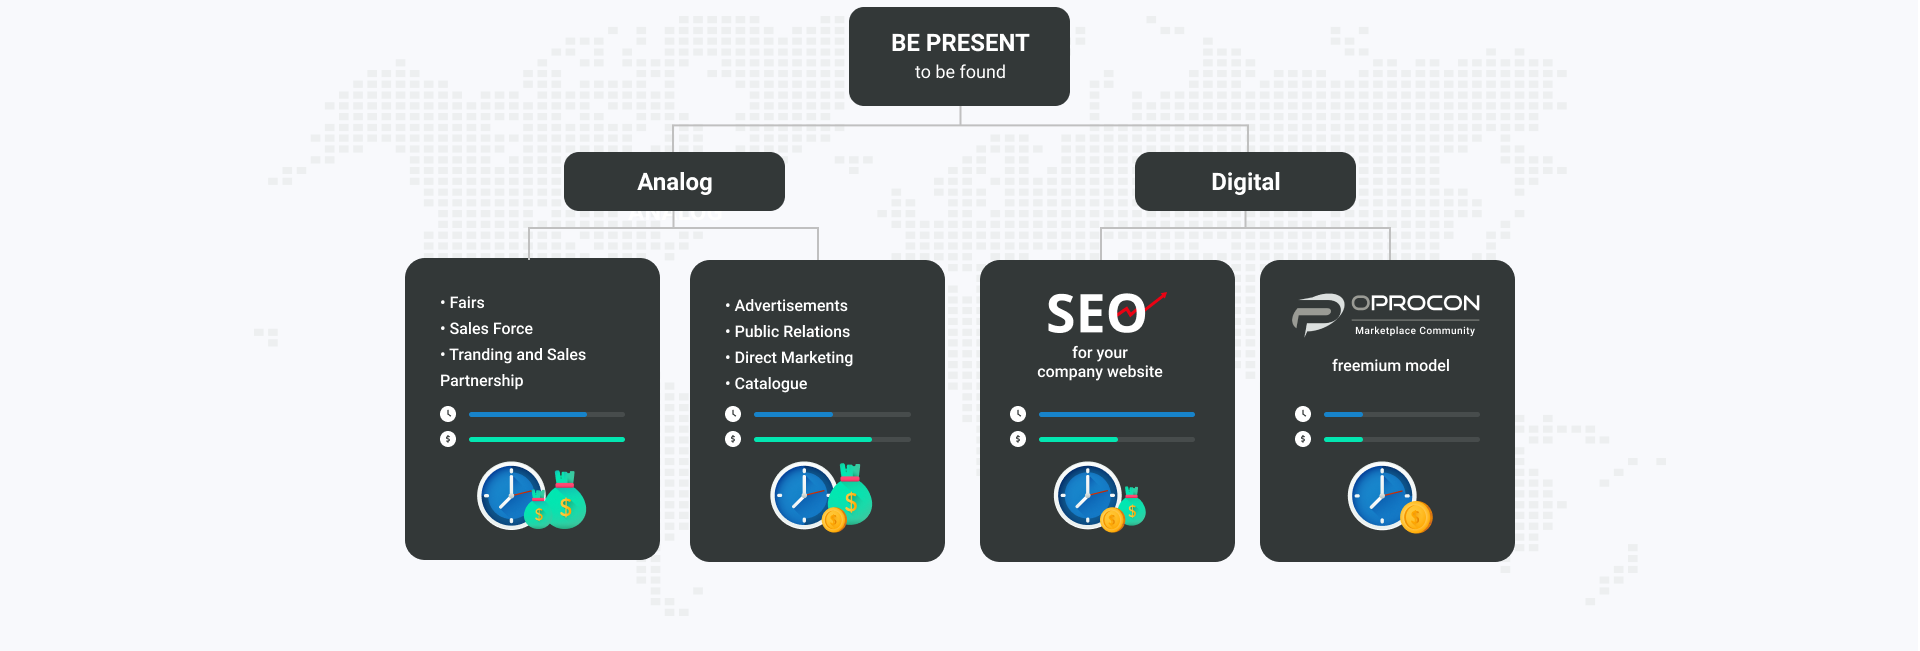 BE PRESENT
to be found
Analog
Digital
• Fairs
• Sales Force
• Tranding and Sales
Partnership
$
$ $
• Advertisements
• Public Relations
• Direct Marketing
• Catalogue
$
$ $
SEO
for your
company website
$
$ $
OPROCON
Marketplace Community
freemium model
$
$